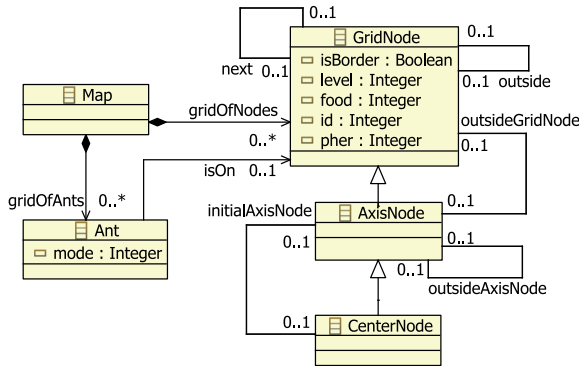 0..1
0..1
GridNode
next 0..1
0..1 outside
isBorder : Boolean
level : Integer
food : Integer
id : Integer
pher : Integer
Map
gridOfNodes
0..*
outsideGridNode
0..1
isOn 0..1
gridOfAnts 0..*
Ant
mode : Integer
initialAxisNode
0..1
AxisNode
0..1
0..1
0..1
outsideAxisNode
0..1
CenterNode